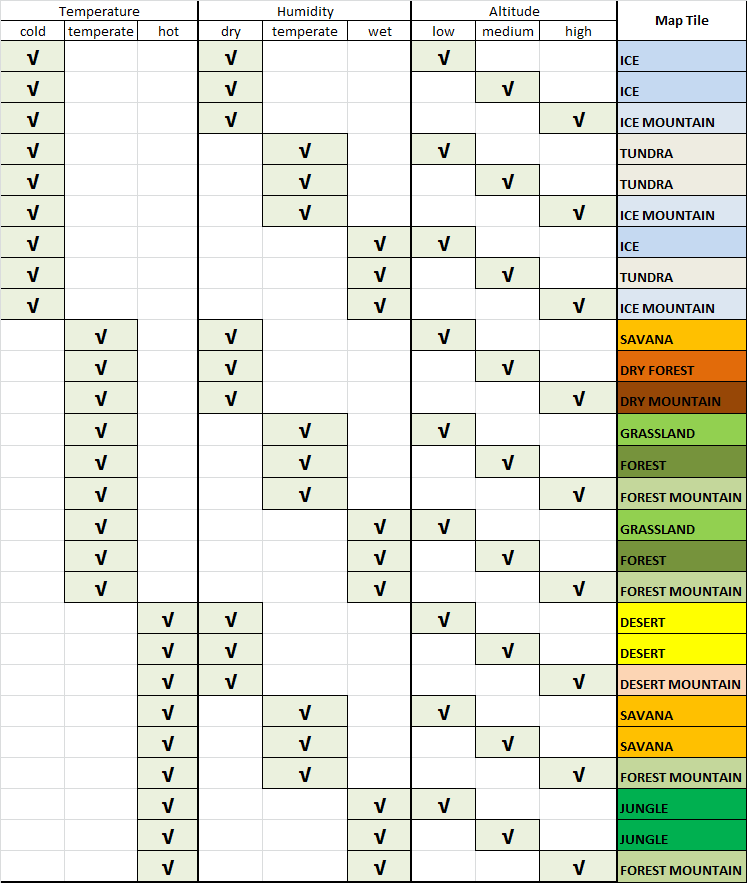 Temperature Humidity Altitude Map Tile
cold temperate hot dry temperate wet low medium high
√ √ √ ICE
√ √ √ ICE
√ √ √ ICE MOUNTAIN
√ √ √ TUNDRA
√ √ √ TUNDRA
√ √ √ ICE MOUNTAIN
√ √ √ ICE
√ √ √ TUNDRA
√ √ √ ICE MOUNTAIN
√ √ √ SAVANA
√ √ √ DRY FOREST
√ √ √ DRY MOUNTAIN
√ √ √ GRASSLAND
√ √ √ FOREST
√ √ √ FOREST MOUNTAIN
√ √ √ GRASSLAND
√ √ √ FOREST
√ √ √ FOREST MOUNTAIN
√ √ √ DESERT
√ √ √ DESERT
√ √ √ DESERT MOUNTAIN
√ √ √ SAVANA
√ √ √ SAVANA
√ √ √ FOREST MOUNTAIN
√ √ √ JUNGLE
√ √ √ JUNGLE
√ √ √ FOREST MOUNTAIN